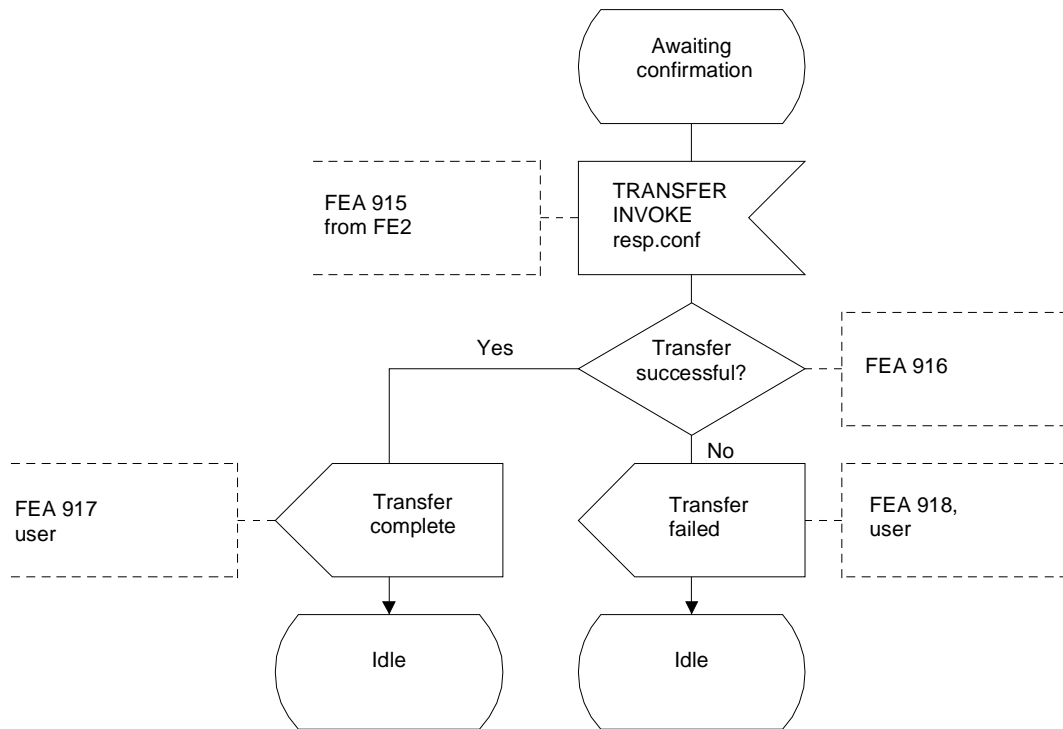 Awaiting
confirmation
FEA 915
from FE2
TRANSFER
INVOKE
resp.conf
Yes
Transfer
successful?
FEA 916
No
FEA 917
user
Transfer
complete
Transfer
failed
FEA 918,
user
Idle
Idle